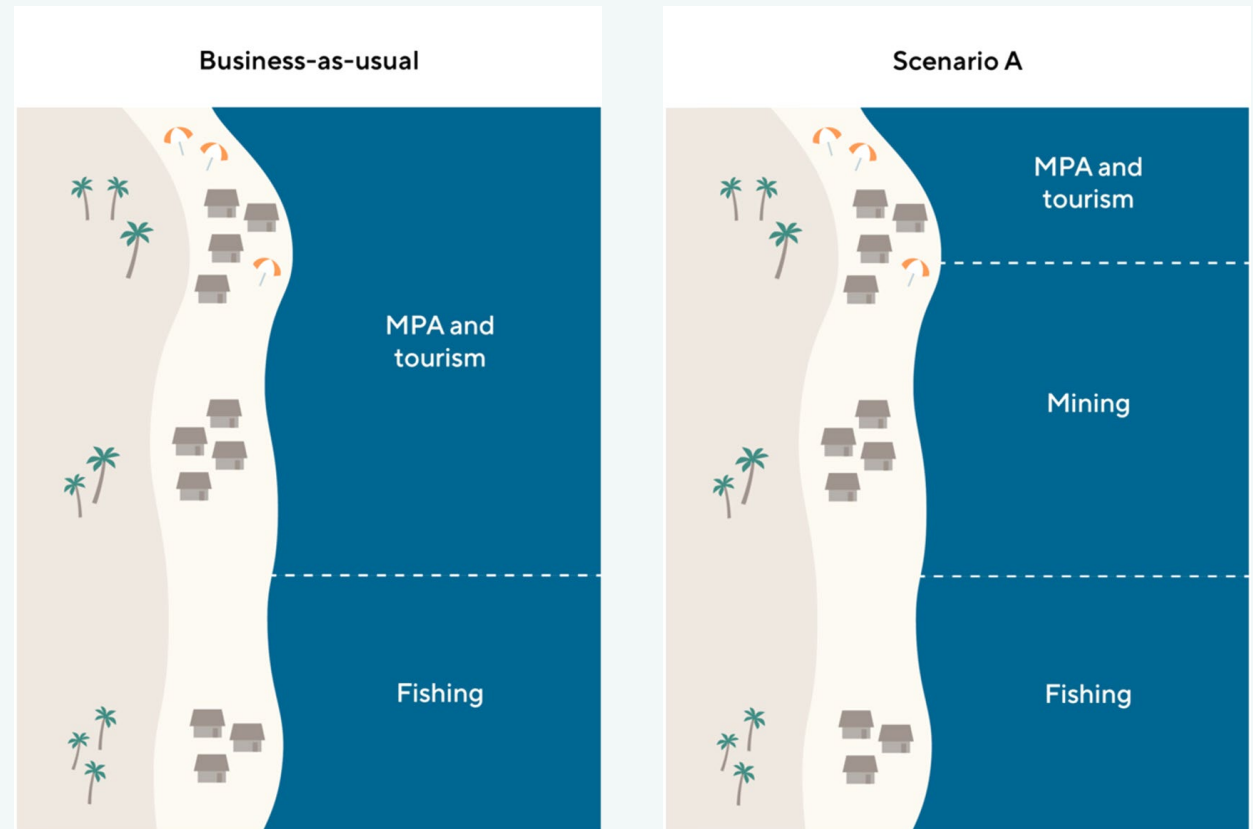 Business-as-usual
MPA and
tourism
Fishing
Scenario A
MPA and
tourism
Mining
Fishing